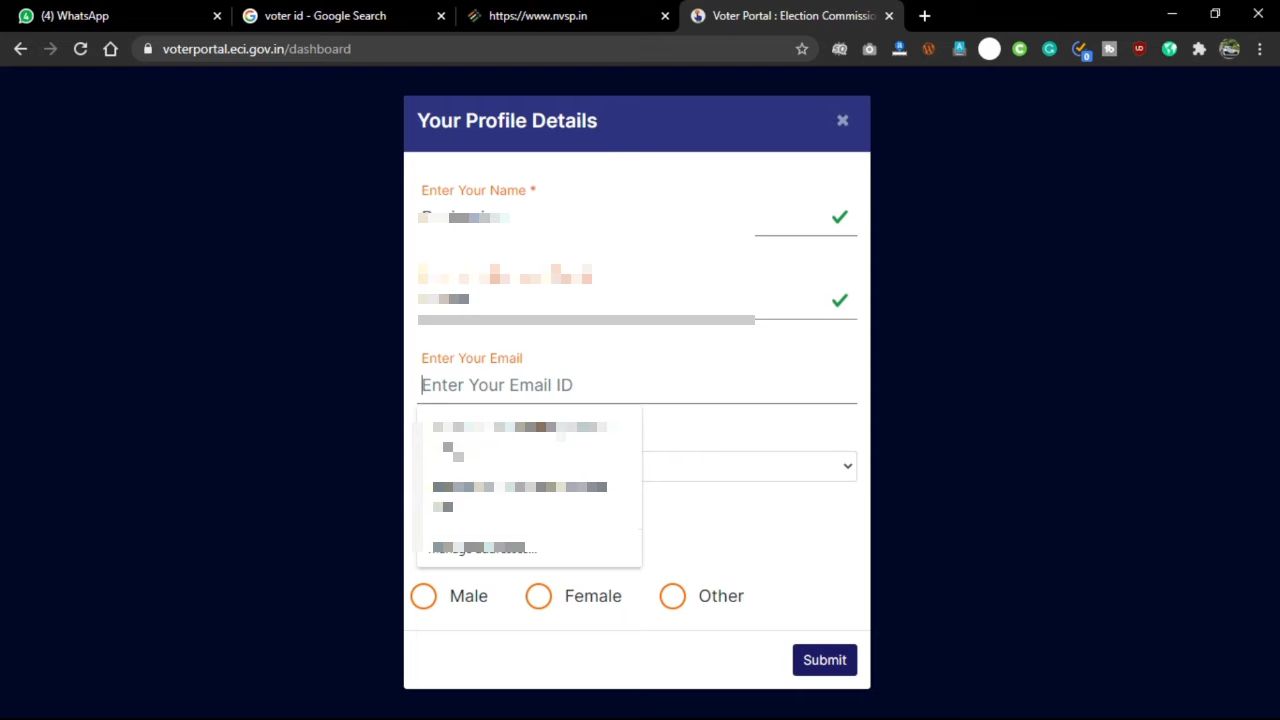 (4) WhatsApp
voter id - Google Search
https://www.nvsp.in
Voter Portal : Election Commissio
voterportal.eci.gov.in/dashboard
0
Your Profile Details
Enter Your Name *
Enter Your Email
Enter Your Email ID
Male
Female
Other
Submit